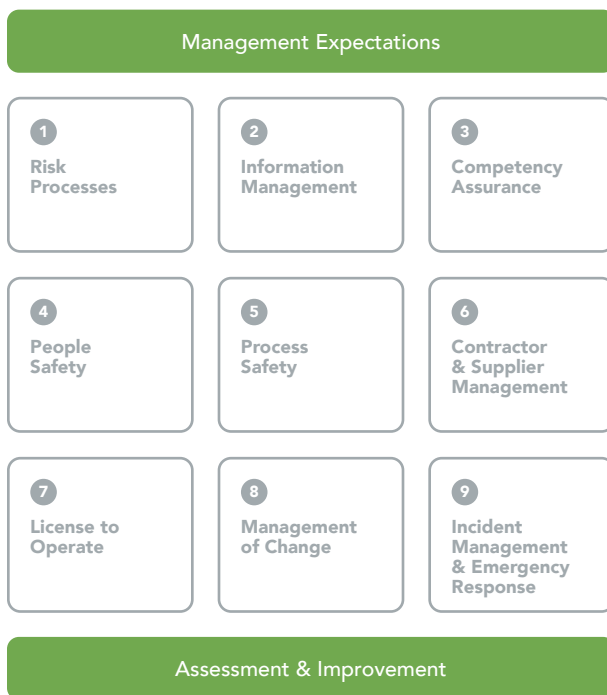 Management Expectations
1
Risk
Processes
2
Information
Management
3
Competency
Assurance
4
People
Safety
5
Process
Safety
6
Contractor
& Supplier
Management
7
License to
Operate
8
Management
of Change
9
Incident
Management
& Emergency
Response
Assessment & Improvement